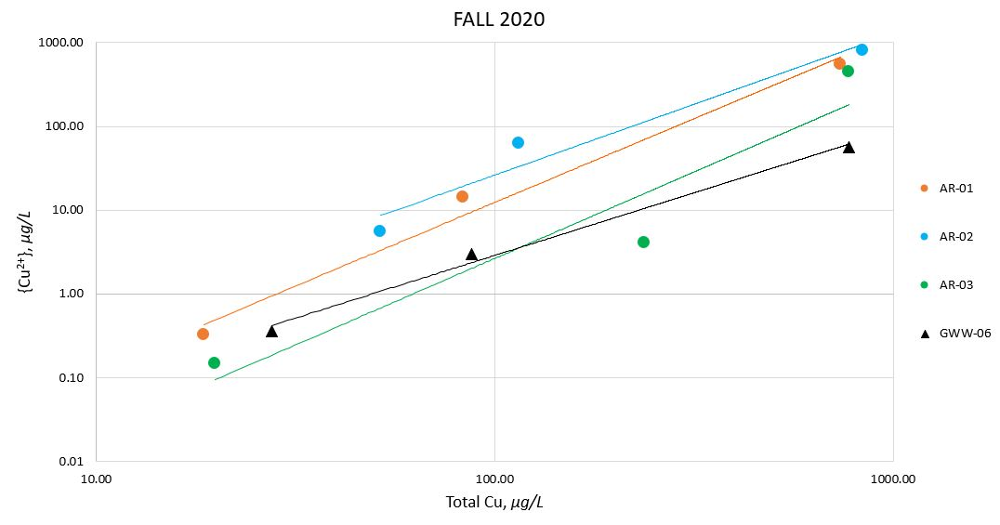 FALL 2020
1000.00
100.00
10.00
1.00
0.10
0.01
{Cu²⁺}, µg/L
10.00 100.00 1000.00
Total Cu, µg/L
AR-01
AR-02
AR-03
GWW-06